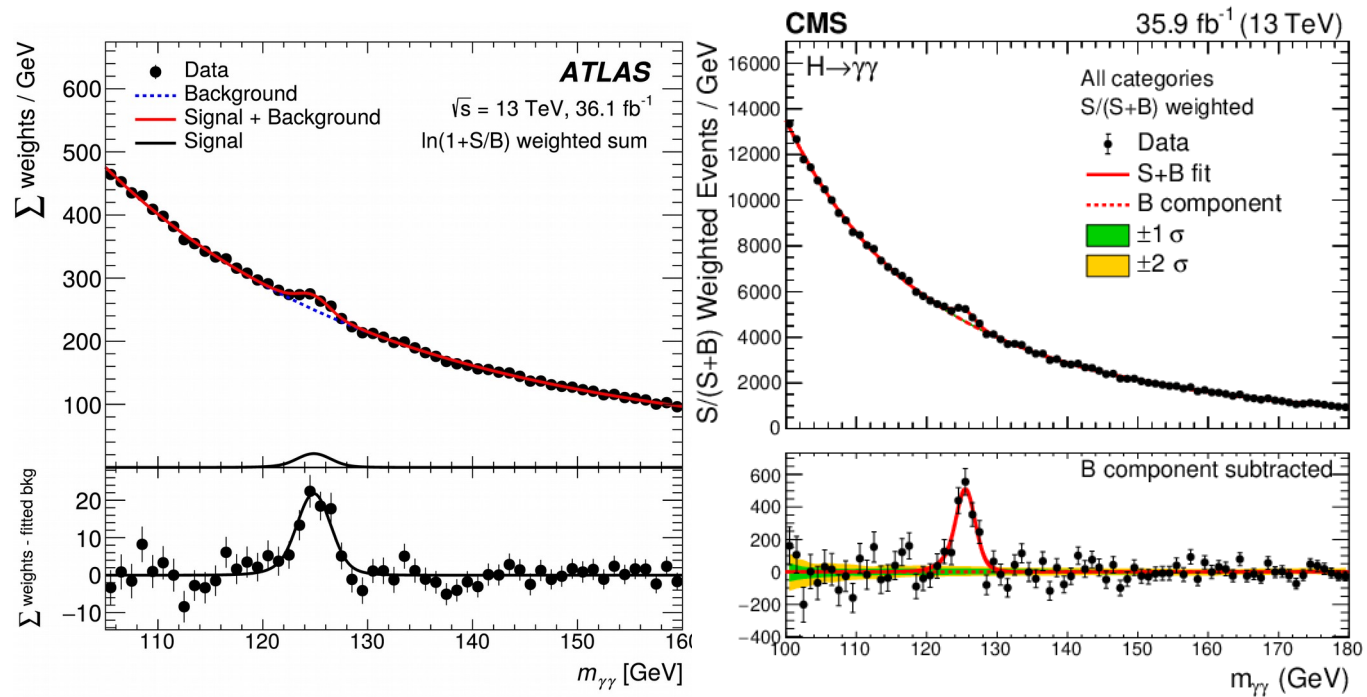 Data
Background
Signal + Background
Signal
ATLAS
√s = 13 TeV, 36.1 fb⁻¹
ln(1+S/B) weighted sum
Σ weights / GeV
600
500
400
300
200
100
Σ weights - fitted bkg
20
10
0
−10
110 120 130 140 150 160
mγγ [GeV]
CMS 35.9 fb⁻¹ (13 TeV)
H→γγ
All categories
S/(S+B) weighted
Data
S+B fit
B component
±1 σ
±2 σ
S/(S+B) Weighted Events / GeV
16000
14000
12000
10000
8000
6000
4000
2000
0
B component subtracted
600
400
200
0
−200
−400
100 110 120 130 140 150 160 170 180
mγγ (GeV)